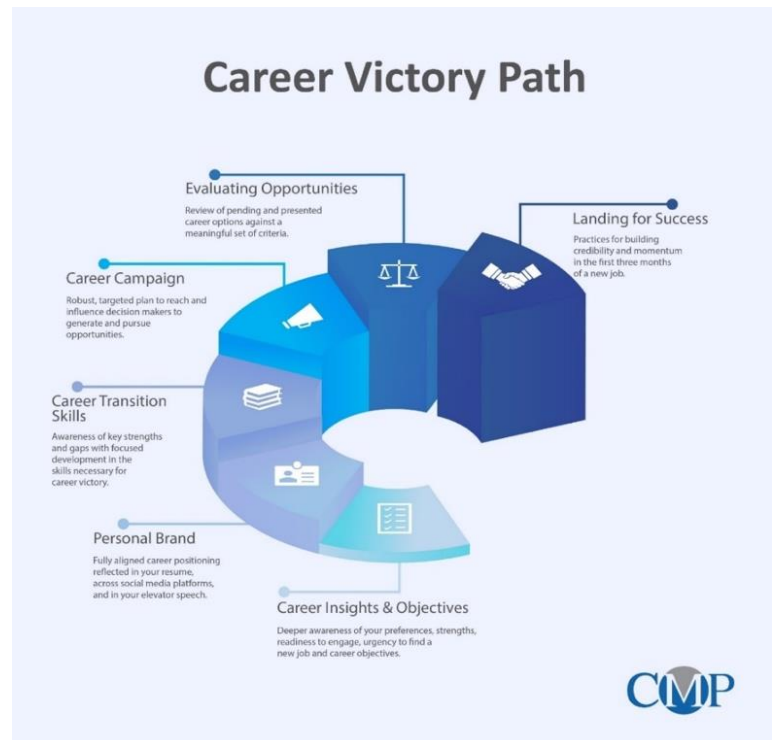 Career Victory Path
Evaluating Opportunities
Review of pending and presented
career options against a
meaningful set of criteria.
Landing for Success
Practices for building
credibility and momentum
in the first three months
of a new job.
Career Campaign
Robust, targeted plan to reach and
influence decision makers to
generate and pursue
opportunities.
Career Transition
Skills
Awareness of key strengths
and gaps with focused
development in the
skills necessary for
career victory.
Personal Brand
Fully aligned career positioning
reflected in your resume,
across social media platforms,
and in your elevator speech.
Career Insights & Objectives
Deeper awareness of your preferences, strengths,
readiness to engage, urgency to find a
new job and career objectives.
CMP